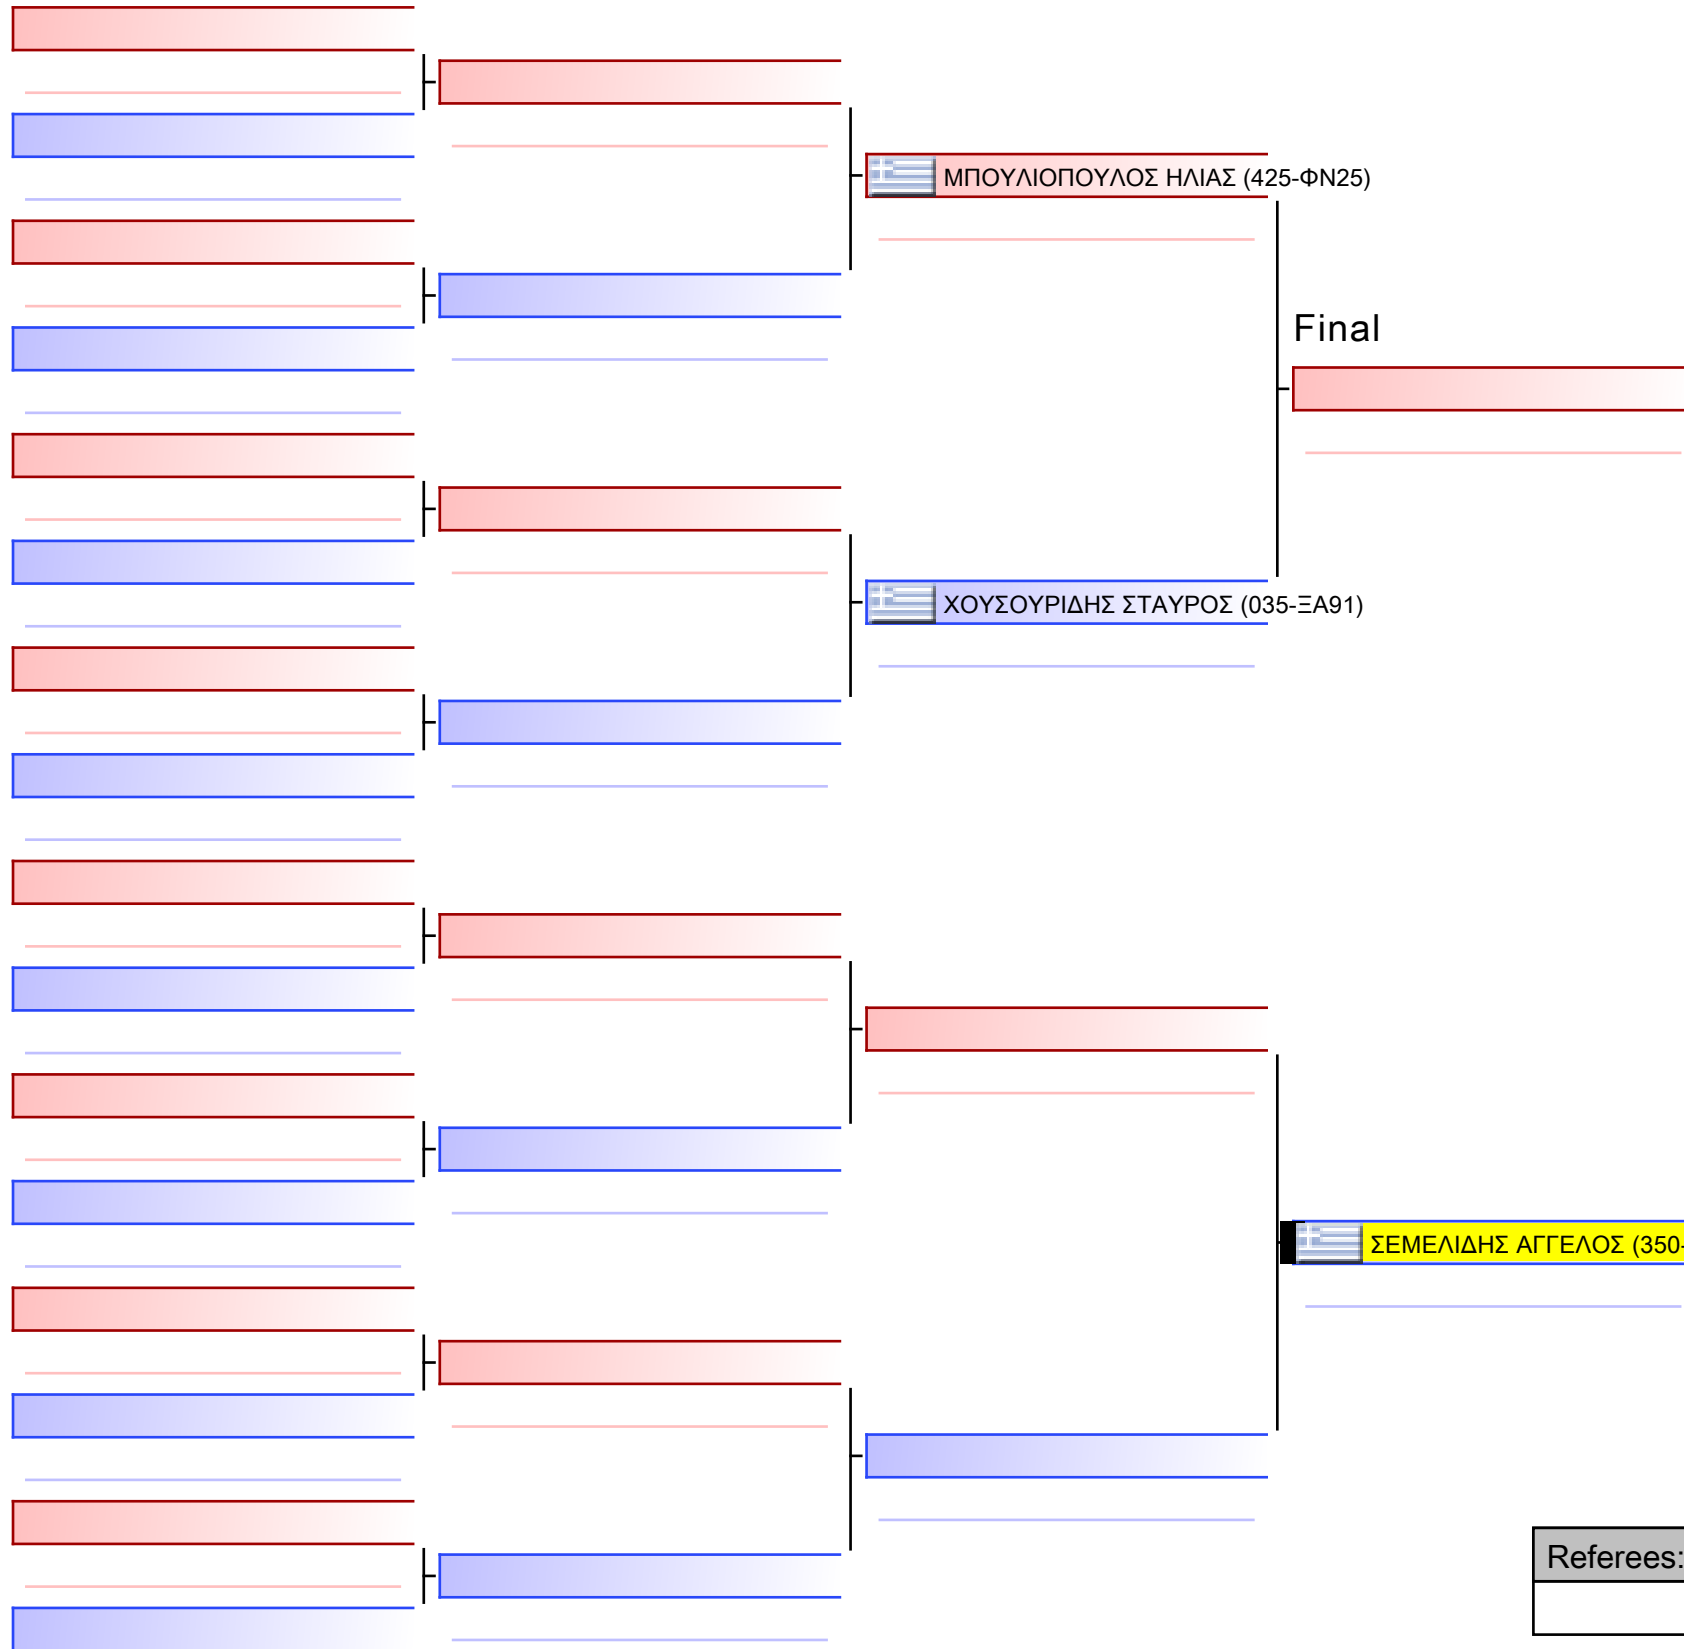 ΜΠΟΥΛΙΟΠΟΥΛΟΣ ΗΛΙΑΣ (425-ΦΝ25)
Final
ΧΟΥΣΟΥΡΙΔΗΣ ΣΤΑΥΡΟΣ (035-ΞΑ91)
ΣΕΜΕΛΙΔΗΣ ΑΓΓΕΛΟΣ (350-
Referees: